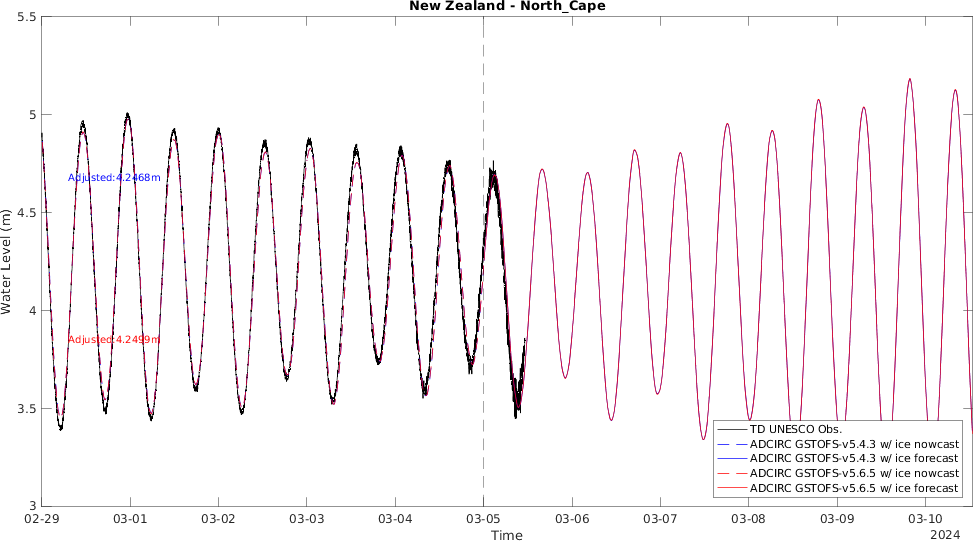 New Zealand - North_Cape
5.5
5
4.5
4
3.5
3
Water Level (m)
Adjusted:4.2468m
Adjusted:4.2499m
TD UNESCO Obs.
ADCIRC GSTOFS-v5.4.3 w/ ice nowcast
ADCIRC GSTOFS-v5.4.3 w/ ice forecast
ADCIRC GSTOFS-v5.6.5 w/ ice nowcast
ADCIRC GSTOFS-v5.6.5 w/ ice forecast
02-29 03-01 03-02 03-03 03-04 03-05 03-06 03-07 03-08 03-09 03-10
Time
2024